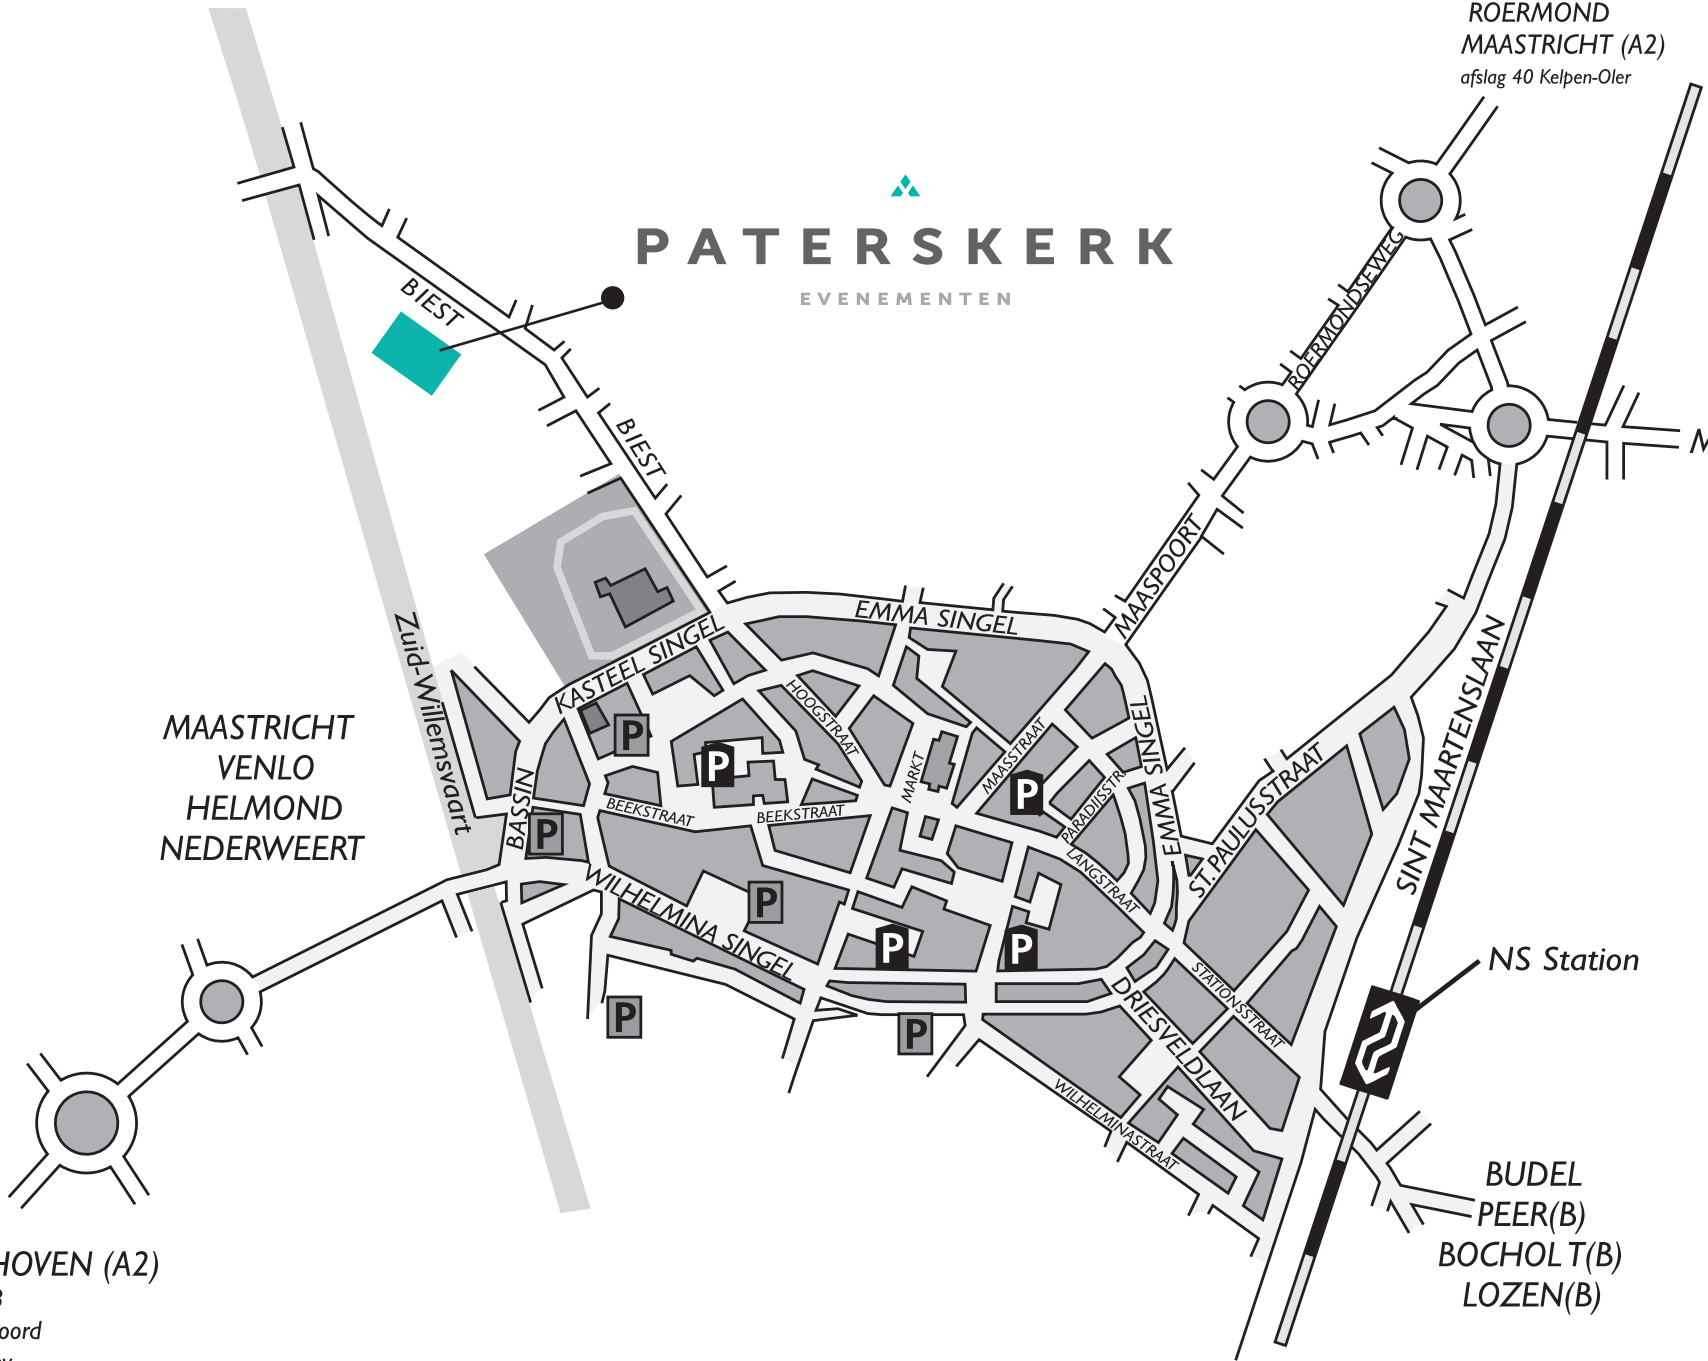 ROERMOND
MAASTRICHT (A2)
afslag 40 Kelpen-Oler
PATERSKERK
EVENEMENTEN
BIEST
BIEST
ROERMONDSEWEG
MAASPOORT
EMMA SINGEL
KASTEEL SINGEL
Zuid-Willemsvaart
MAASTRICHT
VENLO
HELMOND
NEDERWEERT
HOOGSTRAAT
MARKT
MAASSTRAAT
EMMA SINGEL
PARADIJSSTR
BASSIN
BEEKSTRAAT
BEEKSTRAAT
P
P
P
P
P
P
P
P
P
LANGSTRAAT
ST. PAULUSSTRAAT
SINT MARTENSLAAN
WILHELMINA SINGEL
STATIONSSTRAAT
DRIESVELDLAAN
WILHELMINASTRAAT
NS Station
BUDEL
PEER(B)
BOCHOLT(B)
LOZEN(B)
HOVEN (A2)
oord